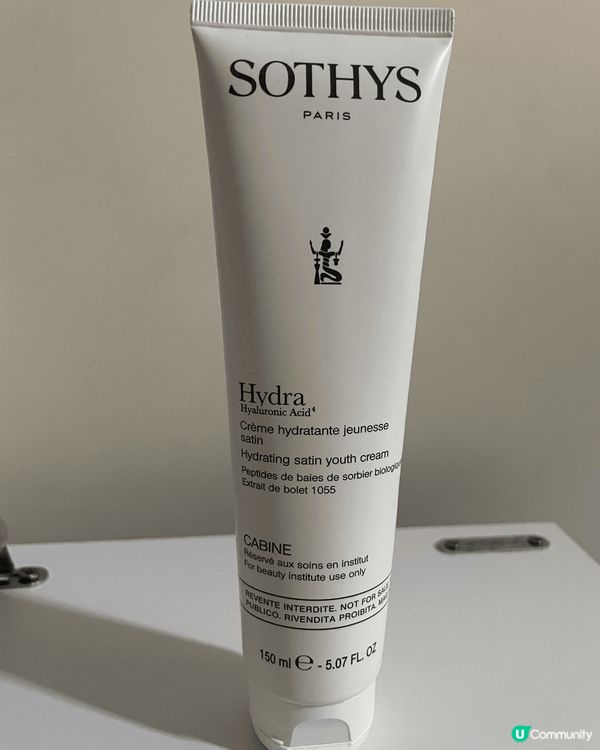 SOTHYS
PARIS
Hydra
Hyaluronic Acid⁴
Crème hydratante jeunesse
satin
Hydrating satin youth cream
Peptides de baies de sorbier
Extrait de bolet 1055
CABINE
Réservé aux soins en institut
For beauty institute use only
REVENTE INTERDITE. NOT FOR SALE
PUBLICO. RIVENDITA PROIBITA.
150 ml ℮ - 5.07 FL. OZ
U Community